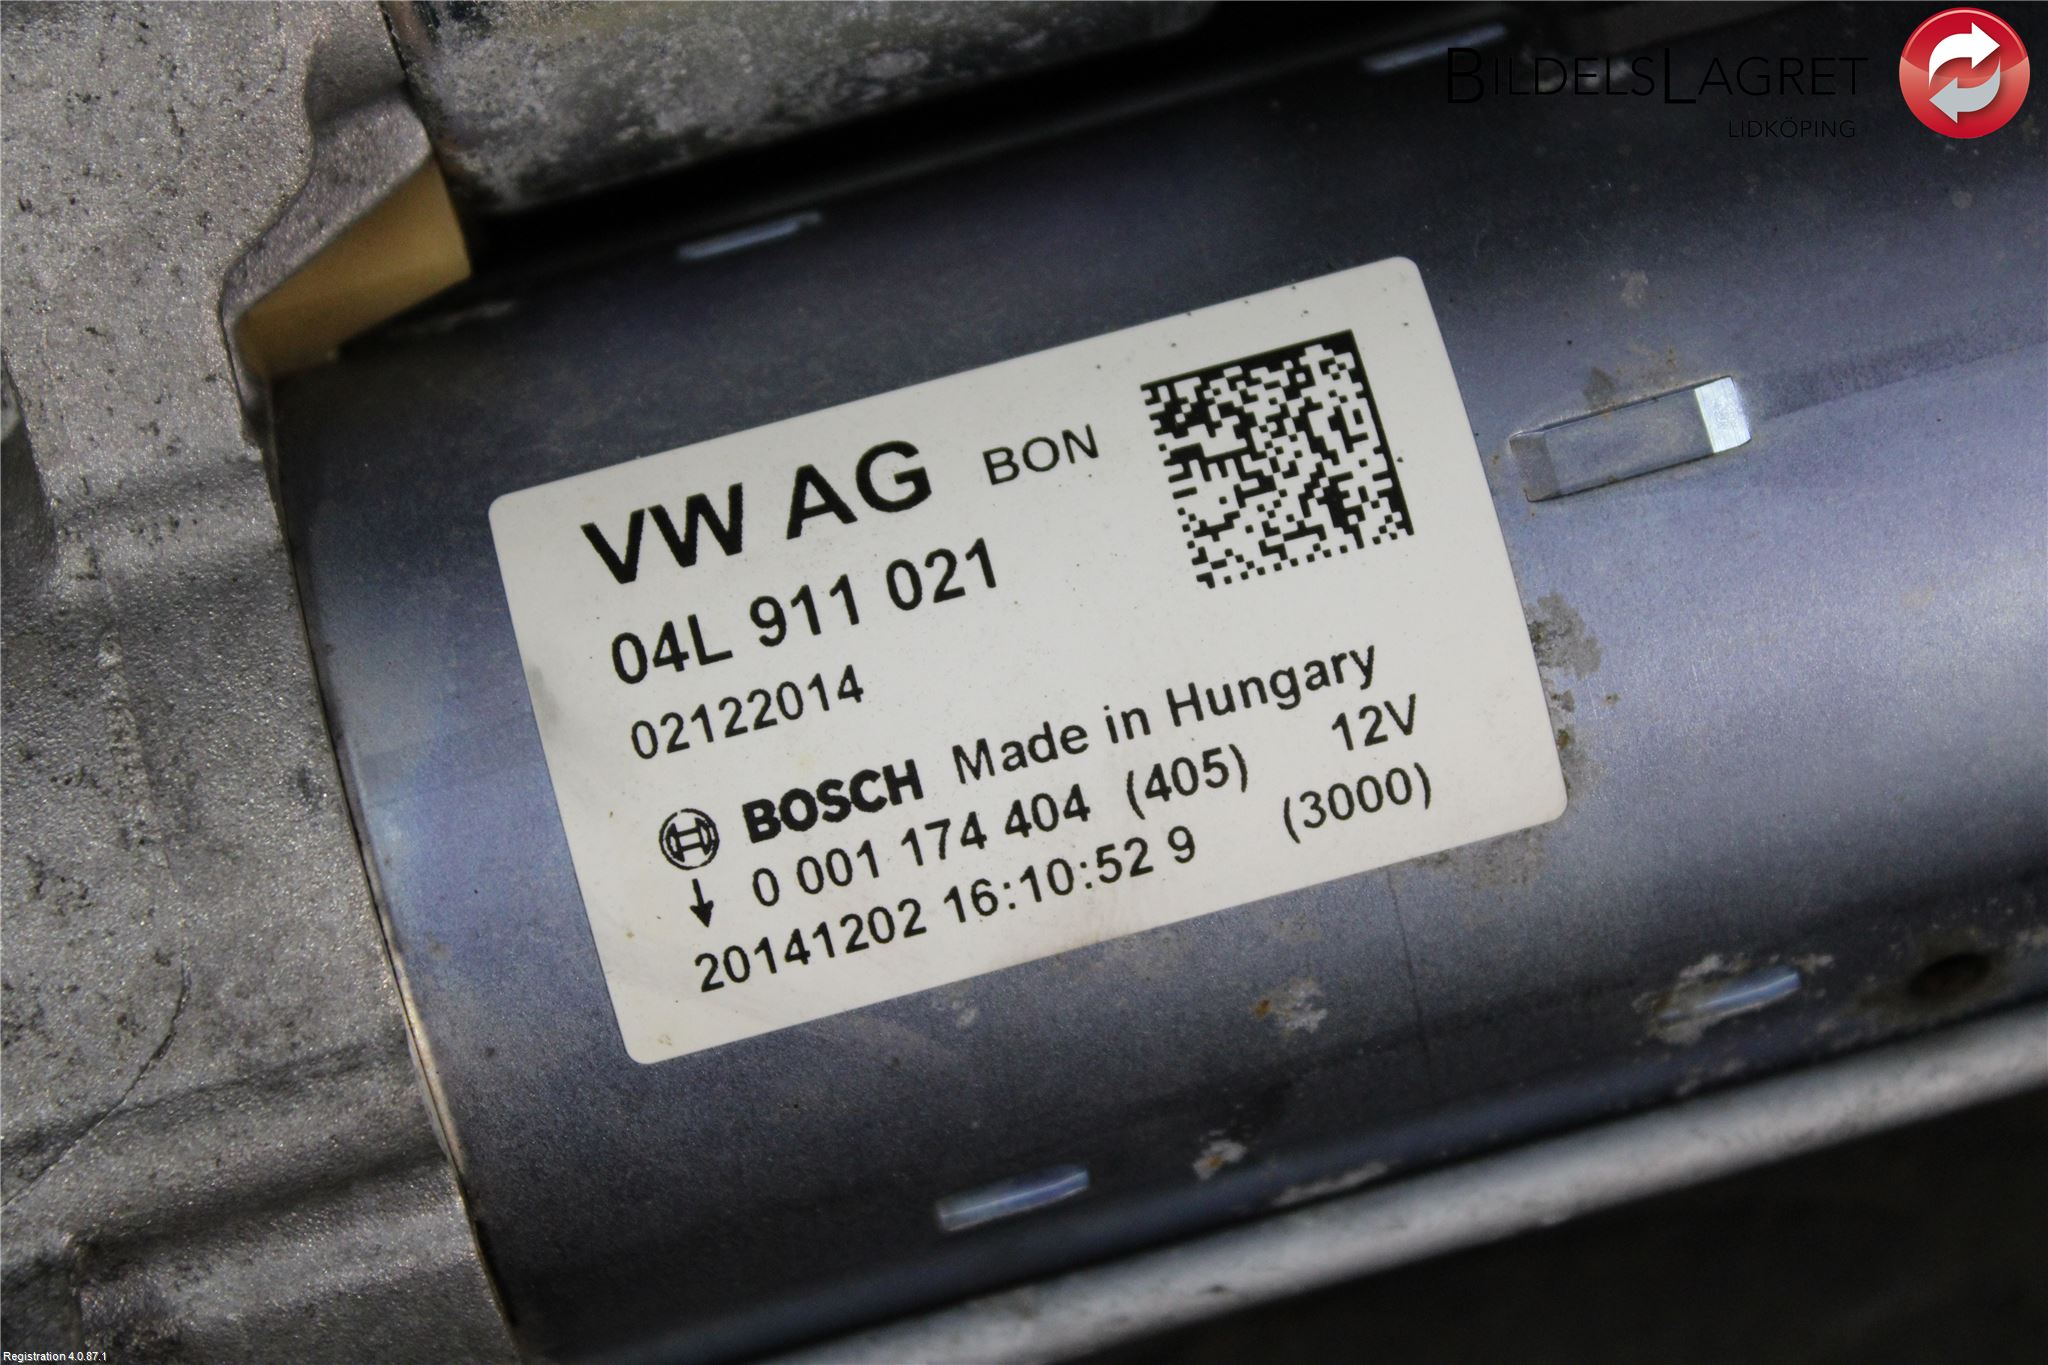 BILDELSLAGRET
LIDKÖPING
VW AG BON
04L 911 021
02122014
BOSCH Made in Hungary
0 001 174 404 (405) 12V
20141202 16:10:52 9 (3000)
Registration 4.0.87.1